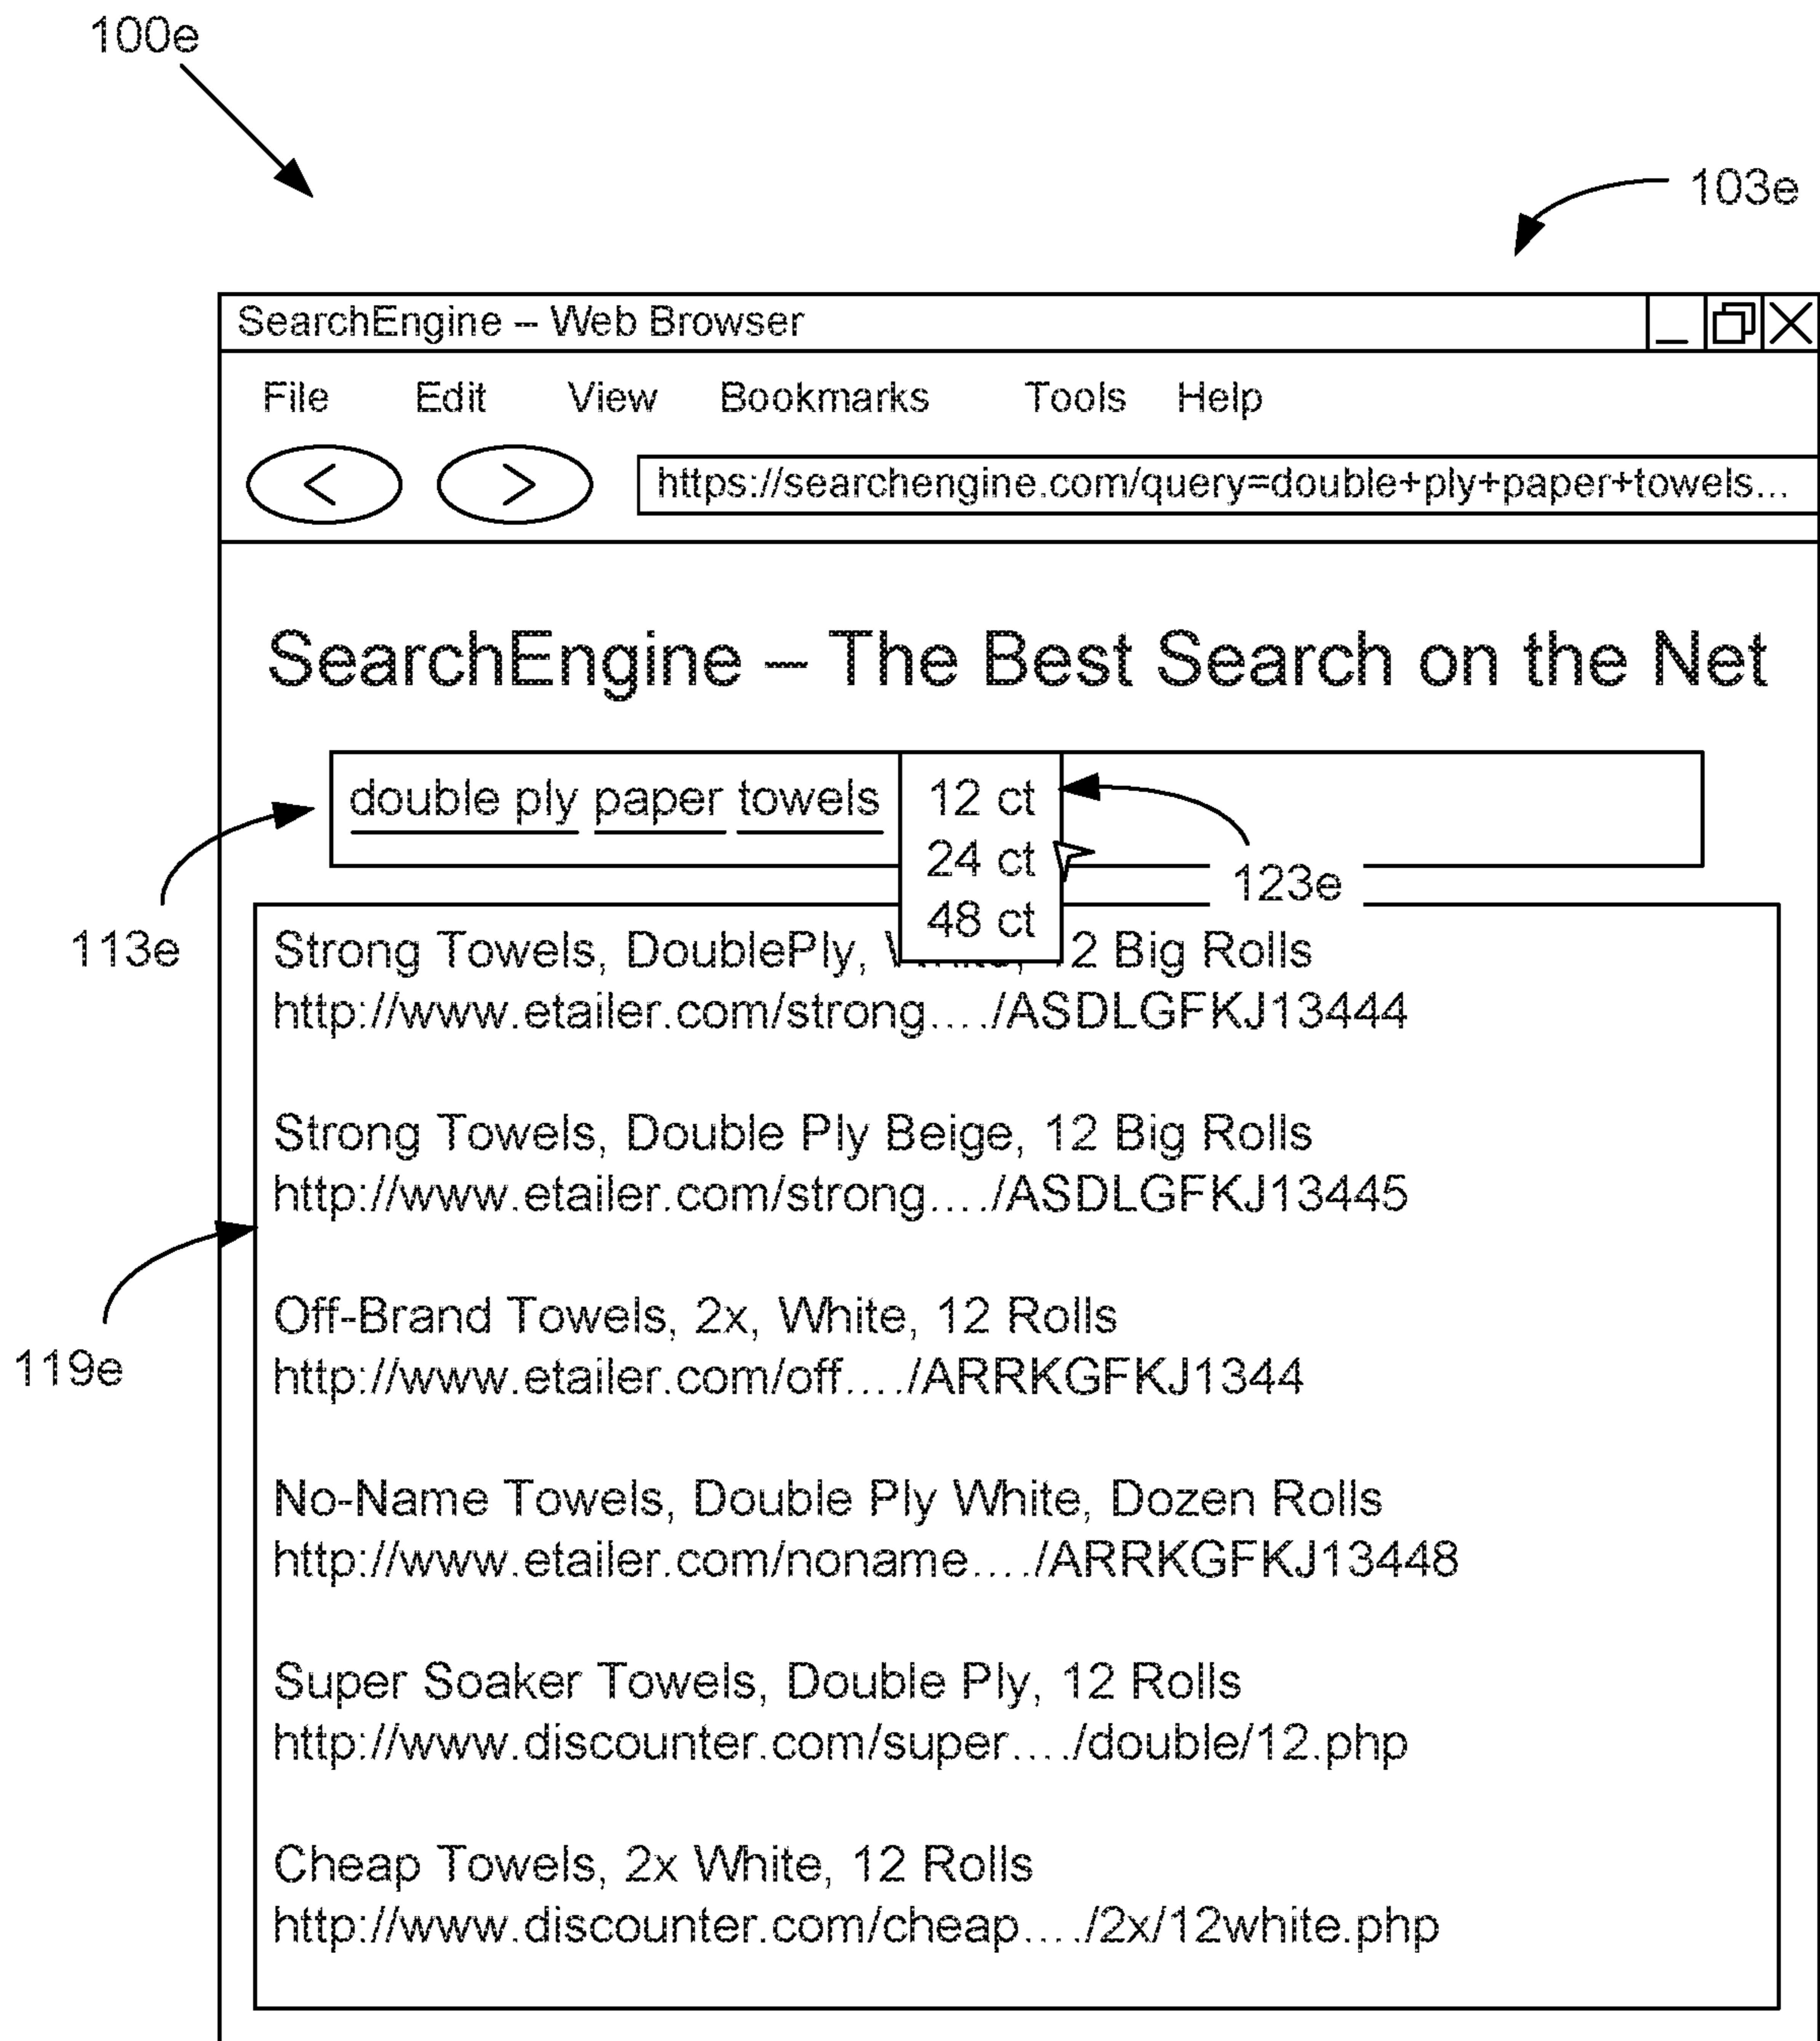 100e
103e
SearchEngine – Web Browser
File Edit View Bookmarks Tools Help
< > https://searchengine.com/query=double+ply+paper+towels...
SearchEngine – The Best Search on the Net
double ply paper towels
12 ct
24 ct
48 ct
123e
113e
Strong Towels, DoublePly, 2 Big Rolls
http://www.etailer.com/strong…./ASDLGFKJ13444
Strong Towels, Double Ply Beige, 12 Big Rolls
http://www.etailer.com/strong…./ASDLGFKJ13445
119e
Off-Brand Towels, 2x, White, 12 Rolls
http://www.etailer.com/off…./ARRKGFKJ1344
No-Name Towels, Double Ply White, Dozen Rolls
http://www.etailer.com/noname…./ARRKGFKJ13448
Super Soaker Towels, Double Ply, 12 Rolls
http://www.discounter.com/super…./double/12.php
Cheap Towels, 2x White, 12 Rolls
http://www.discounter.com/cheap…./2x/12white.php